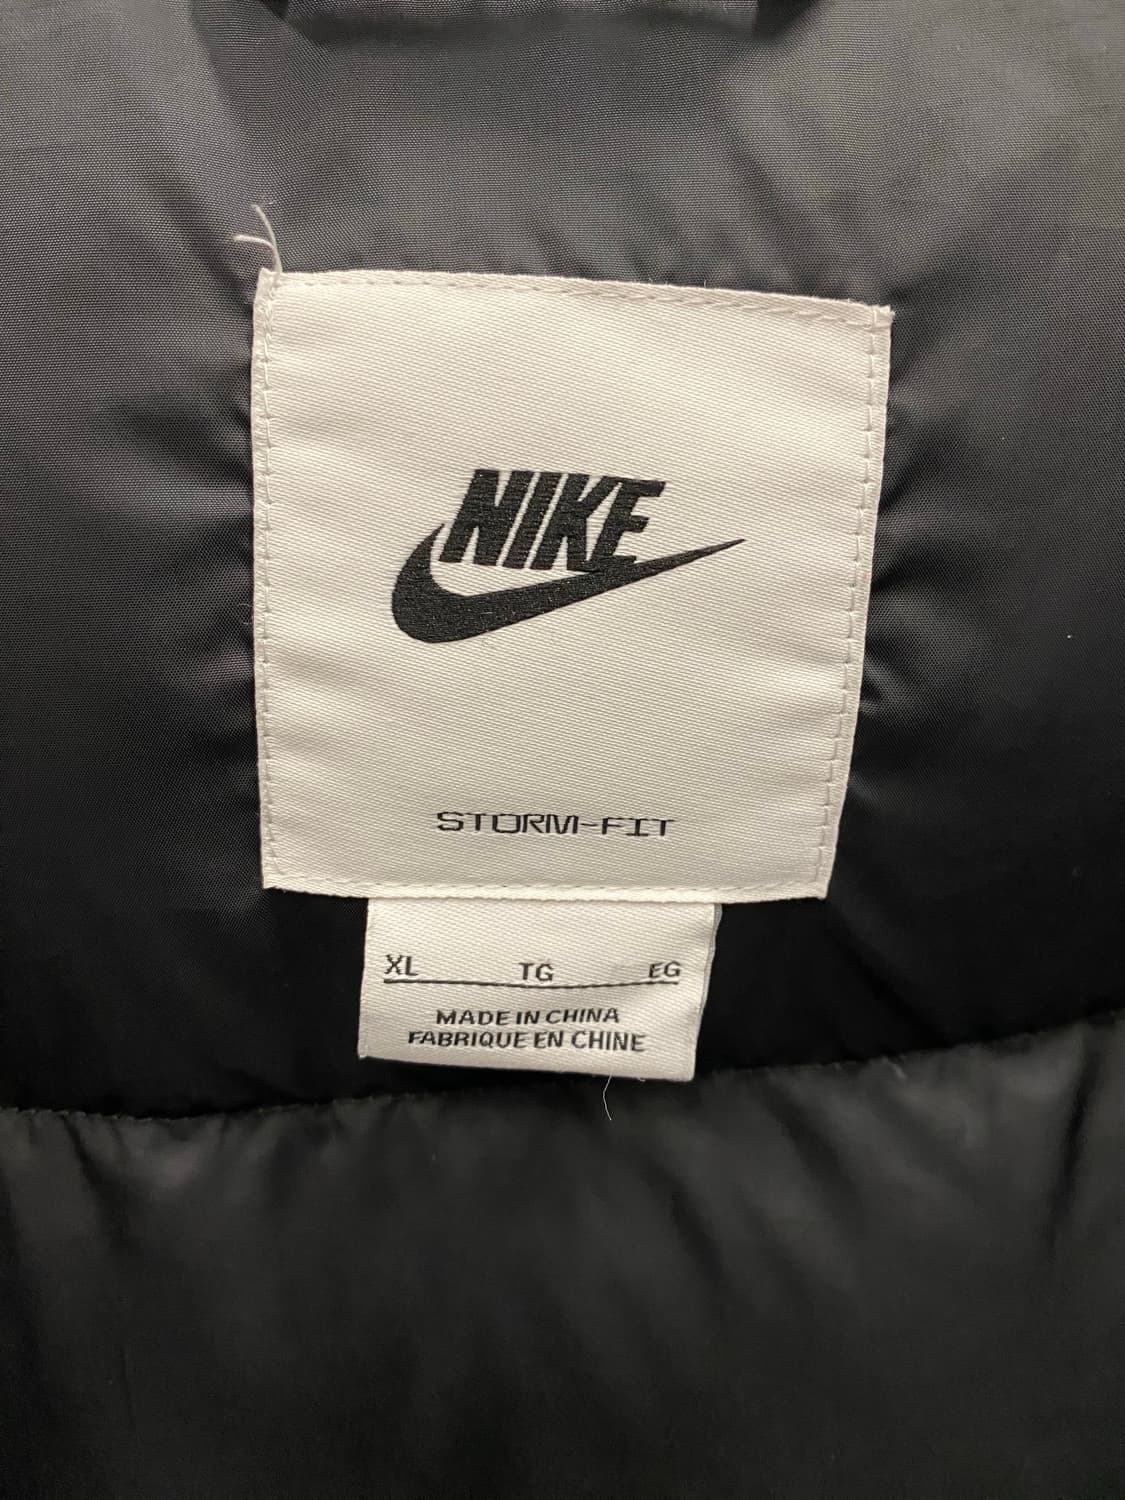 NIKE
STORM-FIT
XL TG EG
MADE IN CHINA
FABRIQUE EN CHINE